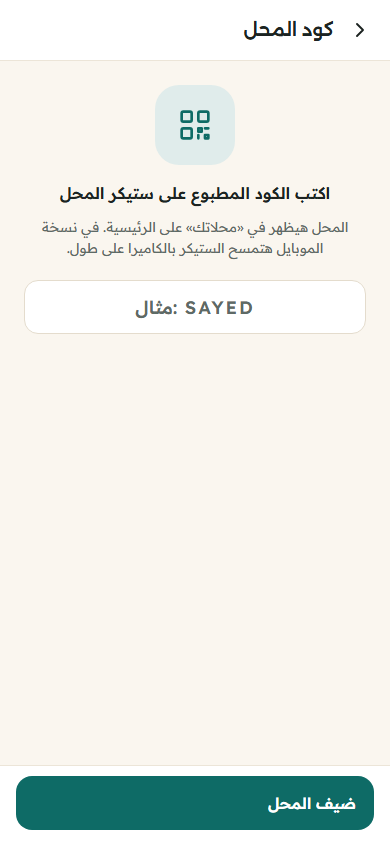 كود المحل
اكتب الكود المطبوع على ستيكر المحل
المحل هيظهر في «محلاتك» على الرئيسية. في نسخة
الموبايل هتمسح الستيكر بالكاميرا على طول.
مثال: SAYED
ضيف المحل